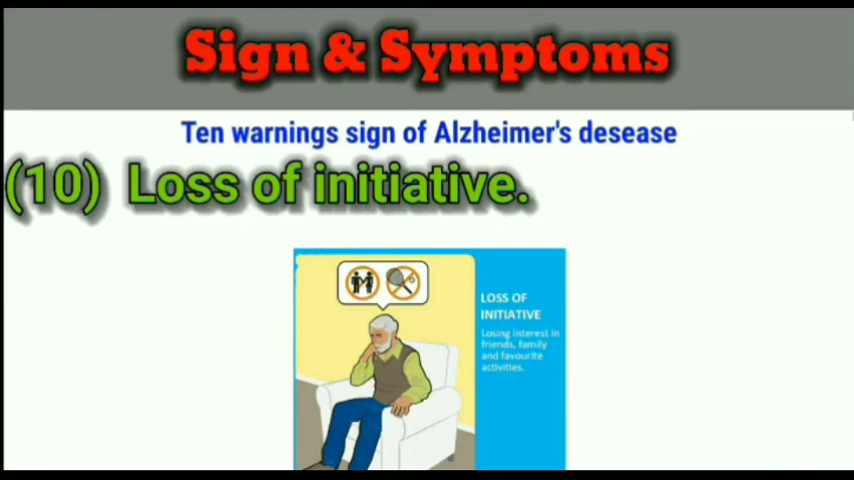 Sign & Symptoms
Ten warnings sign of Alzheimer's desease
(10) Loss of initiative.
LOSS OF
INITIATIVE
Losing interest in
friends, family
and favourite
activities.